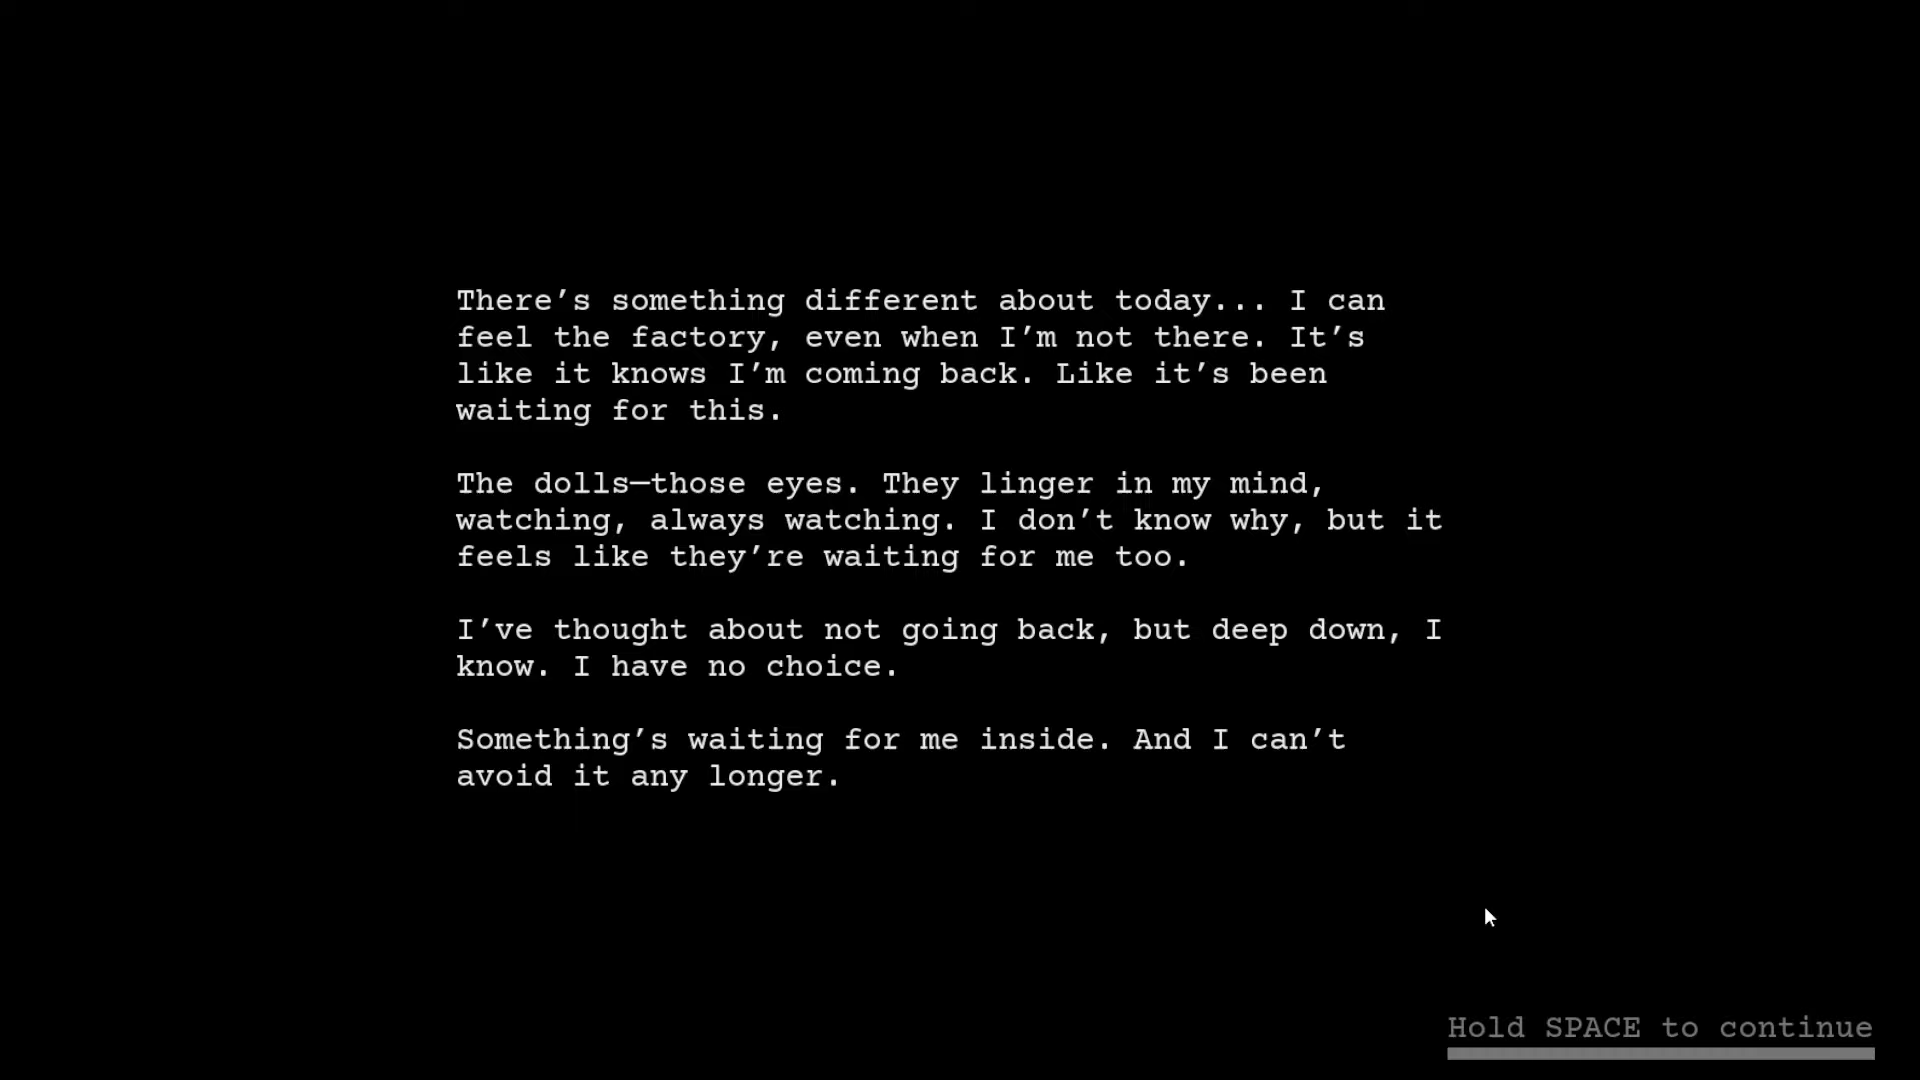 There’s something different about today... I can
feel the factory, even when I’m not there. It’s
like it knows I’m coming back. Like it’s been
waiting for this.
The dolls—those eyes. They linger in my mind,
watching, always watching. I don’t know why, but it
feels like they’re waiting for me too.
I’ve thought about not going back, but deep down, I
know. I have no choice.
Something’s waiting for me inside. And I can’t
avoid it any longer.
Hold SPACE to continue